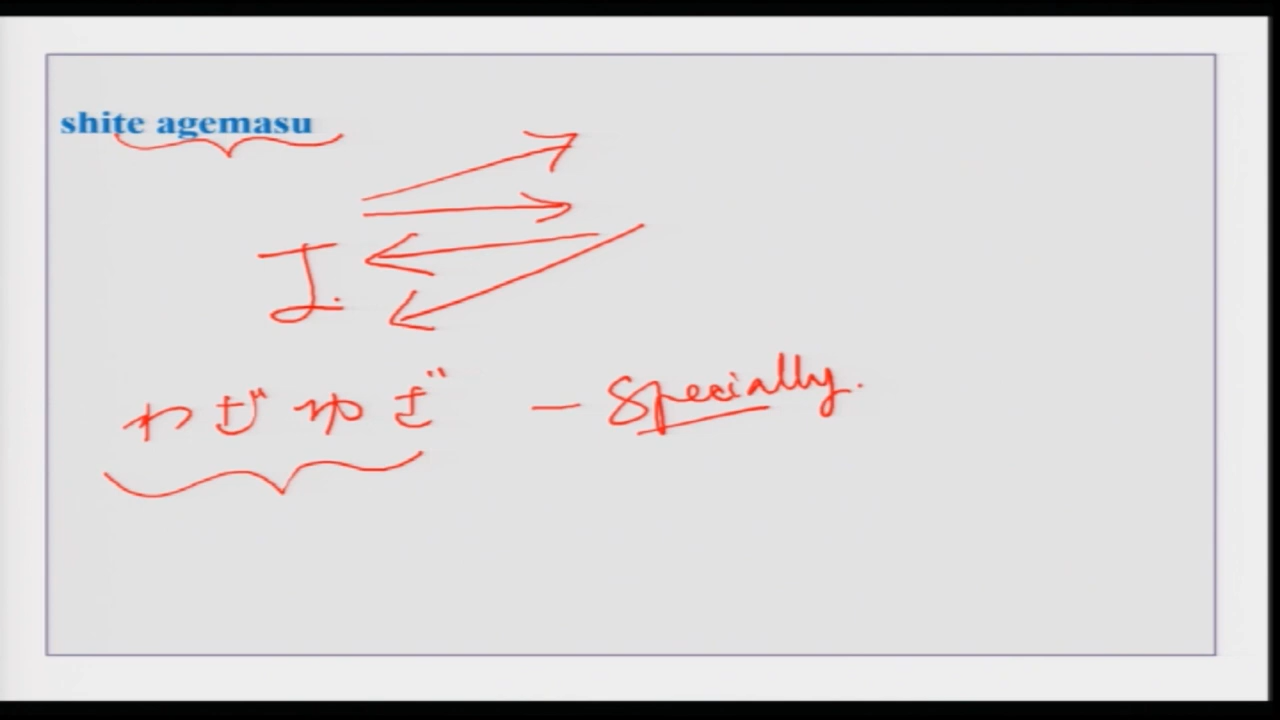 shite agemasu
I.
わざわざ - Specially.